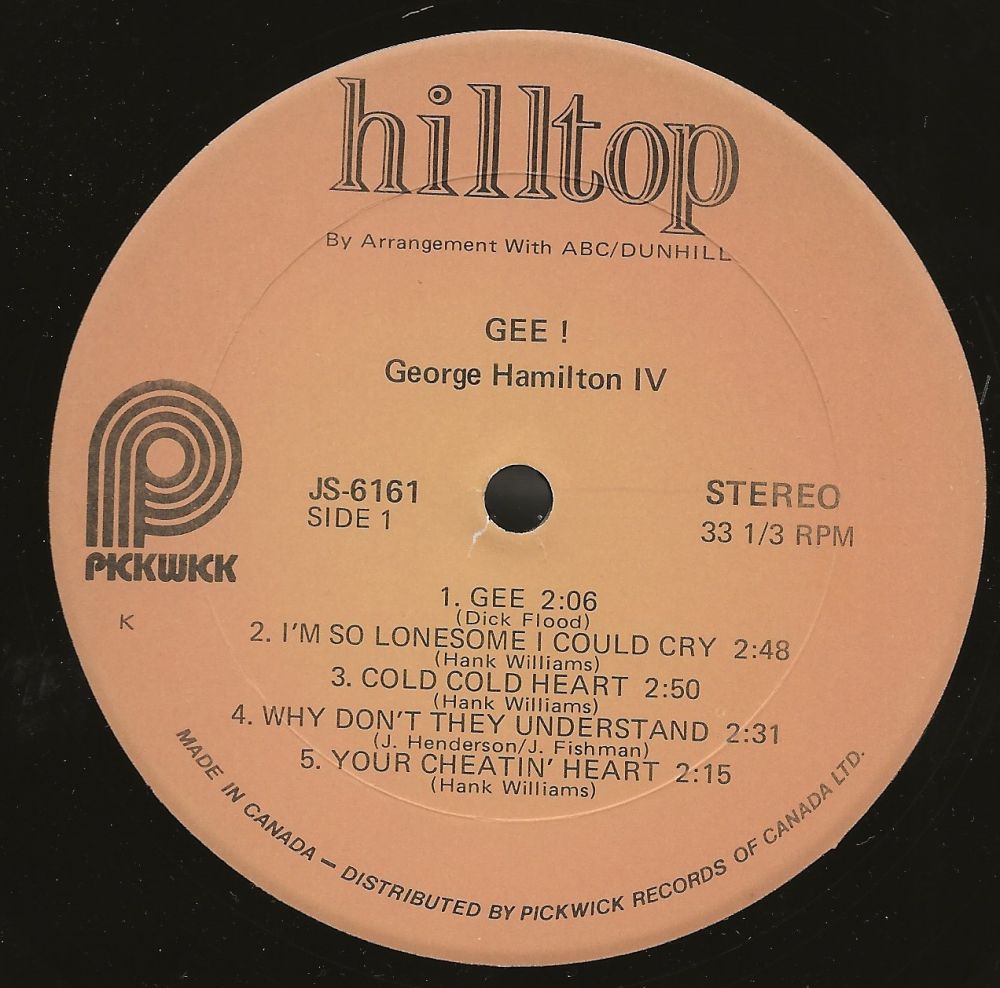 hilltop
By Arrangement With ABC/DUNHILL
GEE !
George Hamilton IV
PICKWICK
JS-6161
SIDE 1
STEREO
33 1/3 RPM
K
1. GEE 2:06
(Dick Flood)
2. I'M SO LONESOME I COULD CRY 2:48
(Hank Williams)
3. COLD COLD HEART 2:50
(Hank Williams)
4. WHY DON'T THEY UNDERSTAND 2:31
(J. Henderson/J. Fishman)
5. YOUR CHEATIN' HEART 2:15
(Hank Williams)
MADE IN CANADA — DISTRIBUTED BY PICKWICK RECORDS OF CANADA LTD.